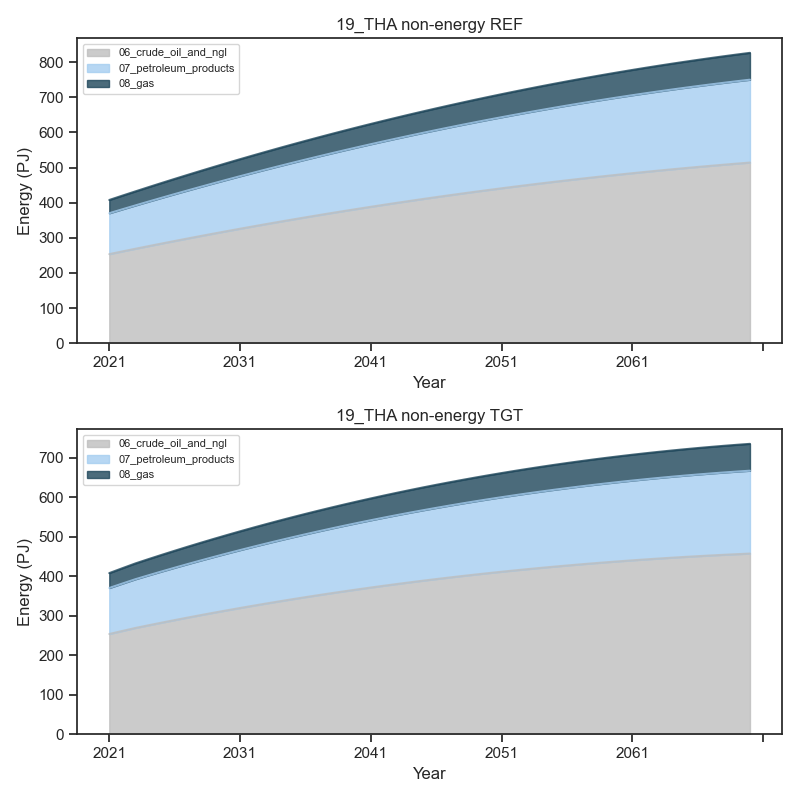 19_THA non-energy REF
06_crude_oil_and_ngl
07_petroleum_products
08_gas
Energy (PJ)
800
700
600
500
400
300
200
100
0
2021 2031 2041 2051 2061
Year
19_THA non-energy TGT
06_crude_oil_and_ngl
07_petroleum_products
08_gas
Energy (PJ)
700
600
500
400
300
200
100
0
2021 2031 2041 2051 2061
Year